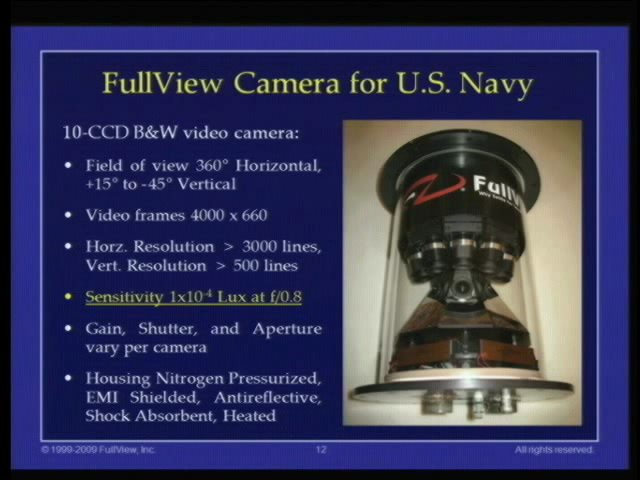 FullView Camera for U.S. Navy
10-CCD B&W video camera:
• Field of view 360° Horizontal,
+15° to -45° Vertical
• Video frames 4000 x 660
• Horz. Resolution > 3000 lines,
Vert. Resolution > 500 lines
• Sensitivity 1x10⁻⁴ Lux at f/0.8
• Gain, Shutter, and Aperture
vary per camera
• Housing Nitrogen Pressurized,
EMI Shielded, Antireflective,
Shock Absorbent, Heated
FullV
© 1999-2009 FullView, Inc.
12
All rights reserved.